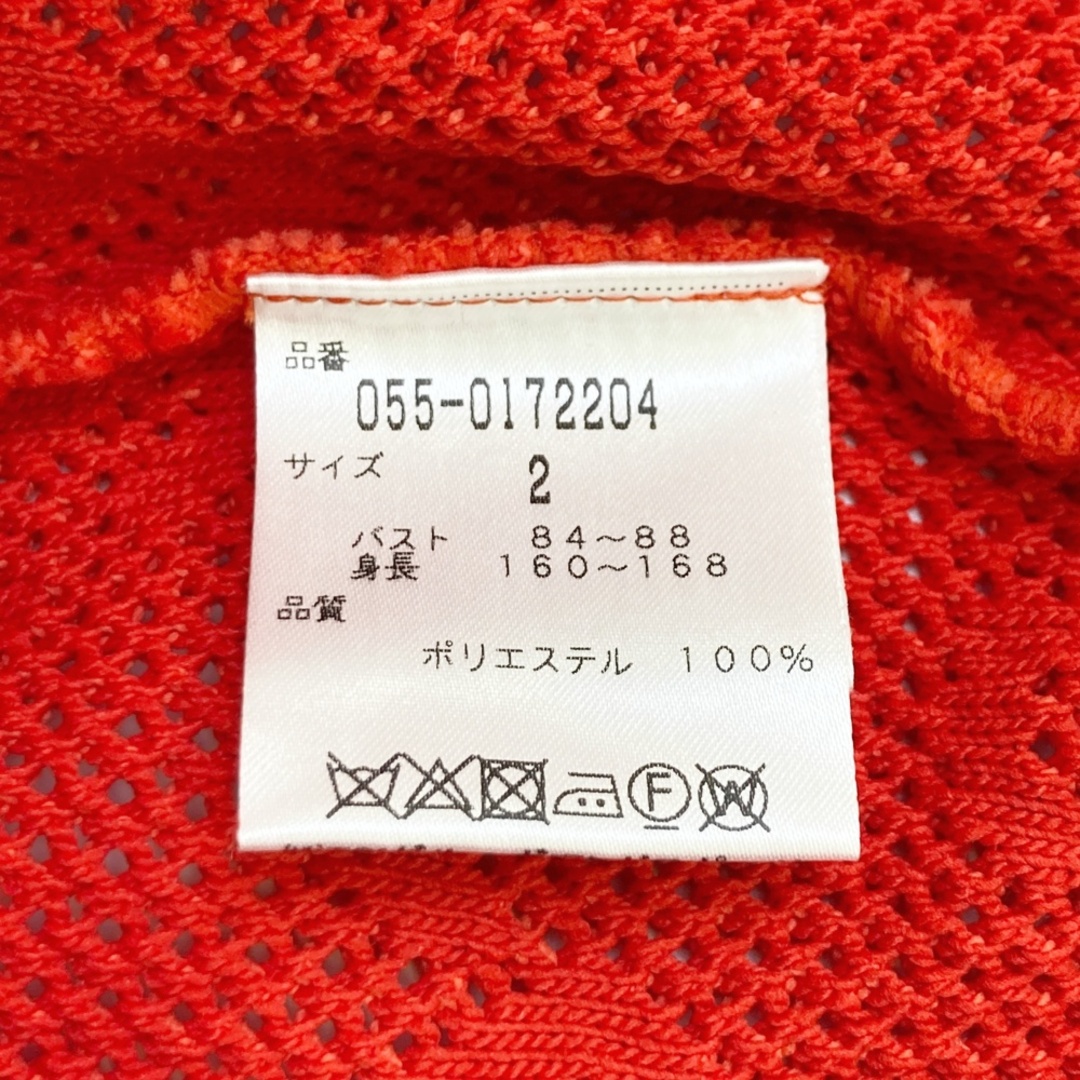 品番
055-0172204
サイズ 2
バスト 84～88
身長 160～168
品質
ポリエステル 100%
F W